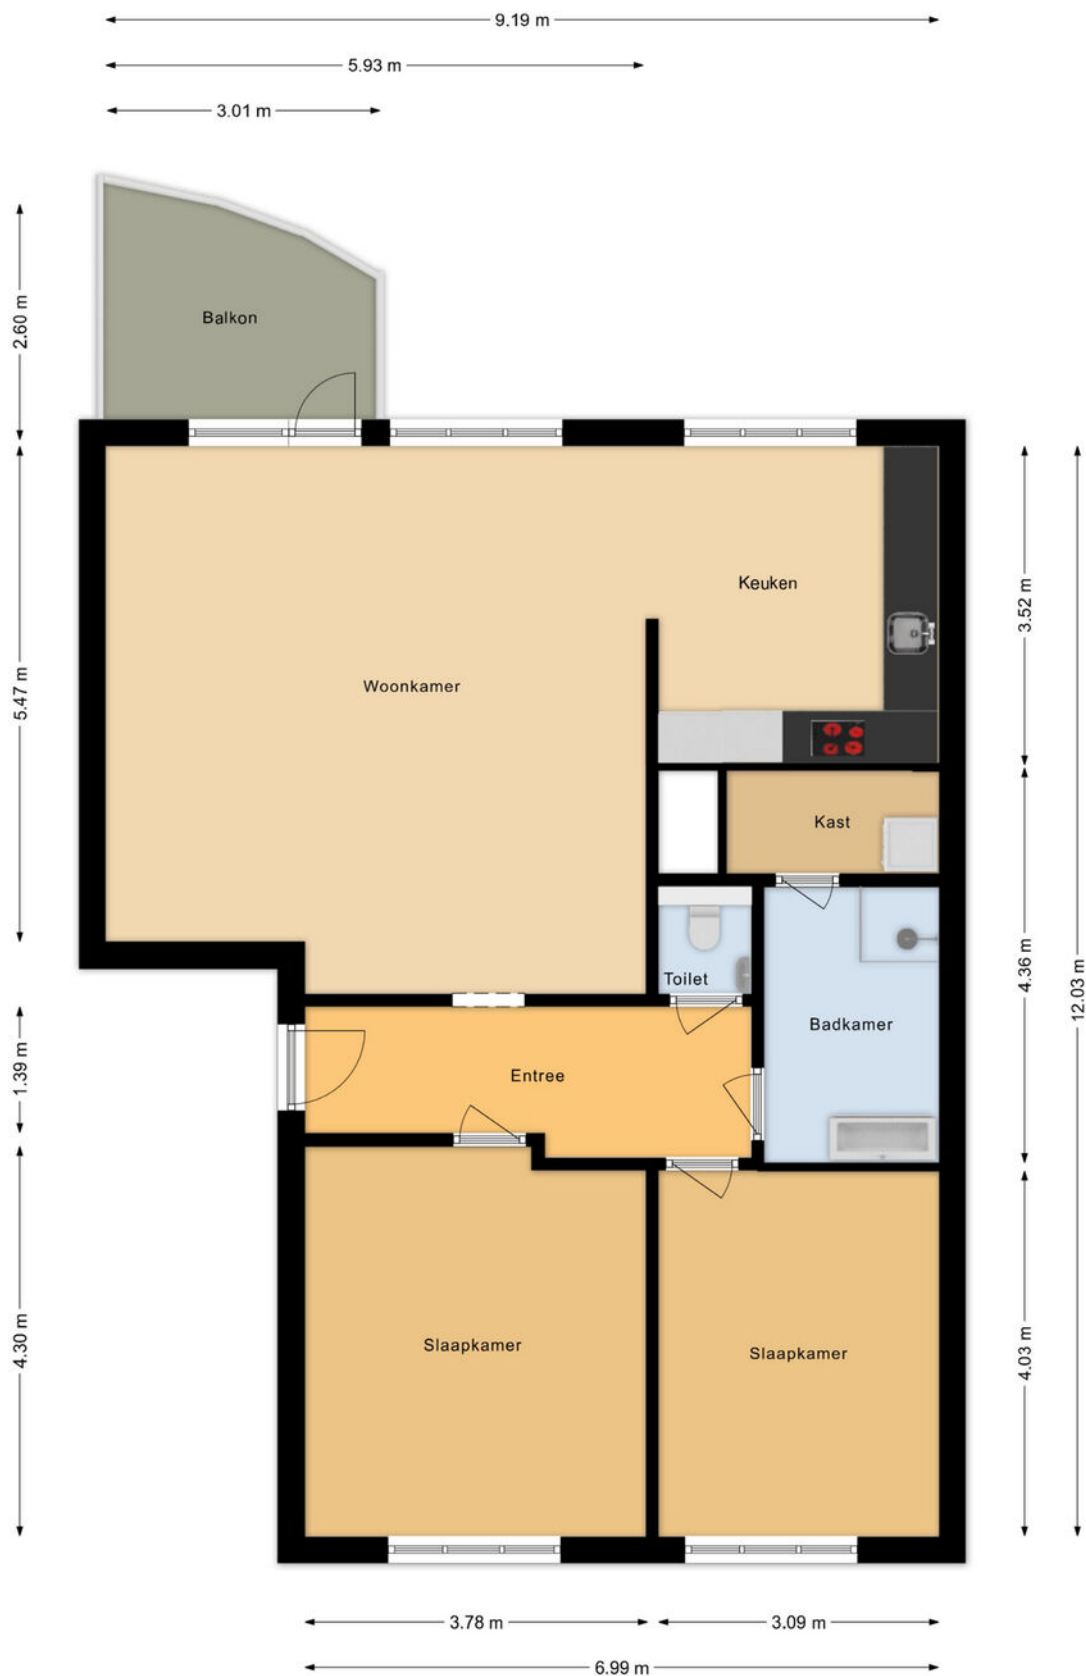 9.19 m
5.93 m
3.01 m
2.60 m
Balkon
5.47 m
Keuken
3.52 m
Woonkamer
Kast
4.36 m
12.03 m
Toilet
Badkamer
1.39 m
Entree
4.30 m
Slaapkamer
Slaapkamer
4.03 m
3.78 m
3.09 m
6.99 m